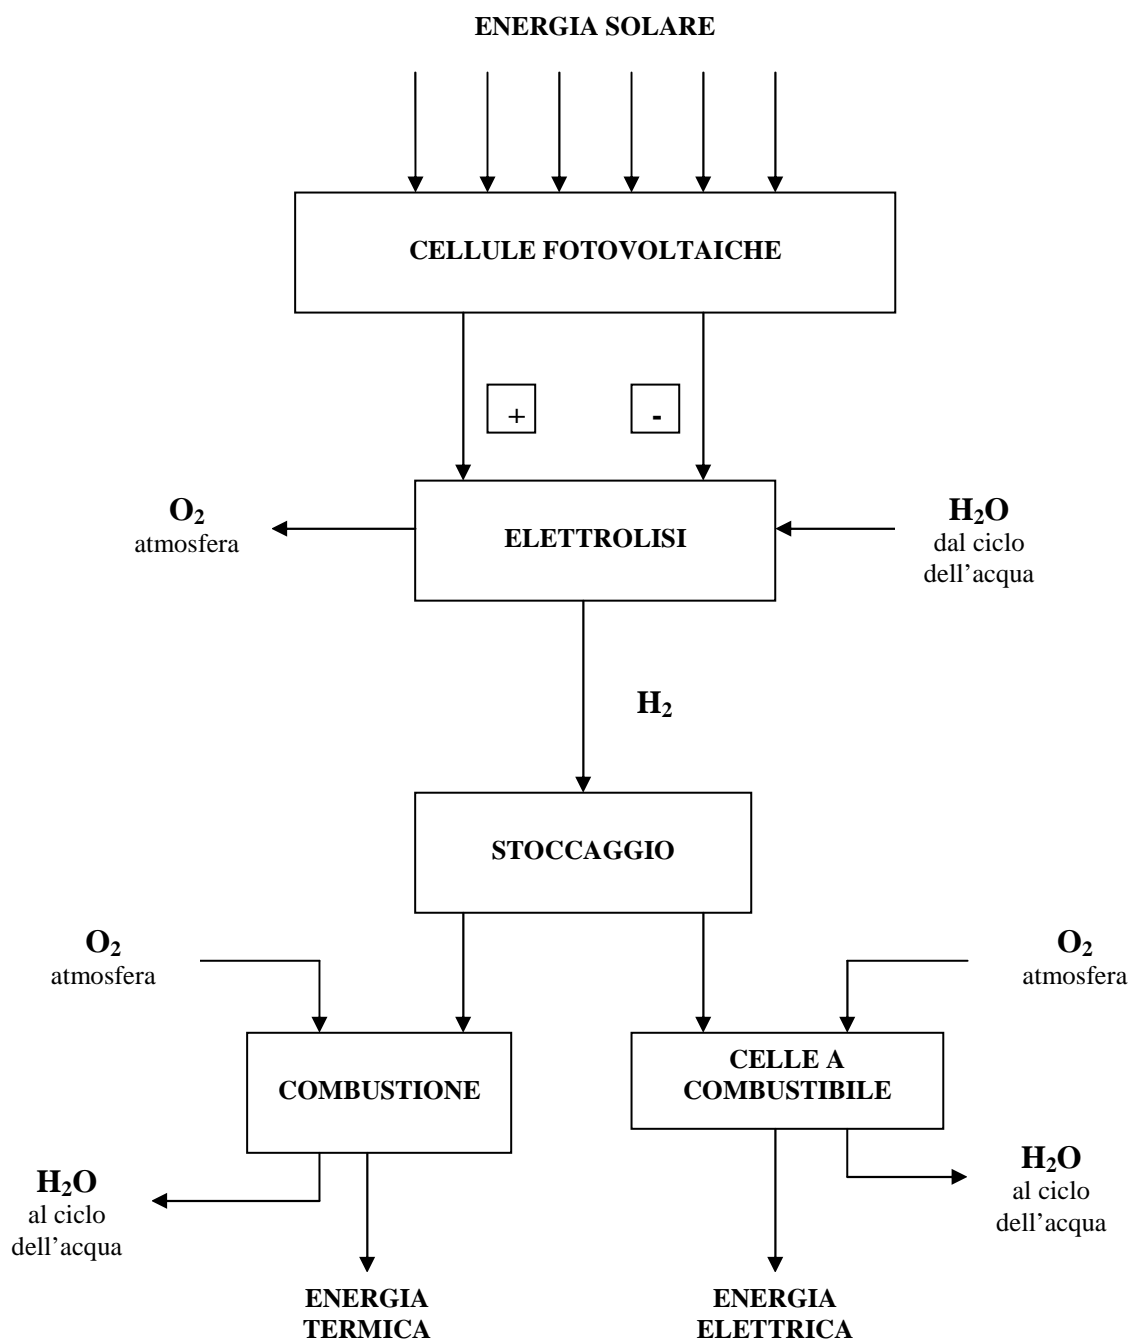 ENERGIA SOLARE
CELLULE FOTOVOLTAICHE
+
-
O₂
atmosfera
ELETTROLISI
H₂O
dal ciclo
dell’acqua
H₂
STOCCAGGIO
O₂
atmosfera
O₂
atmosfera
COMBUSTIONE
CELLE A
COMBUSTIBILE
H₂O
al ciclo
dell’acqua
H₂O
al ciclo
dell’acqua
ENERGIA
TERMICA
ENERGIA
ELETTRICA